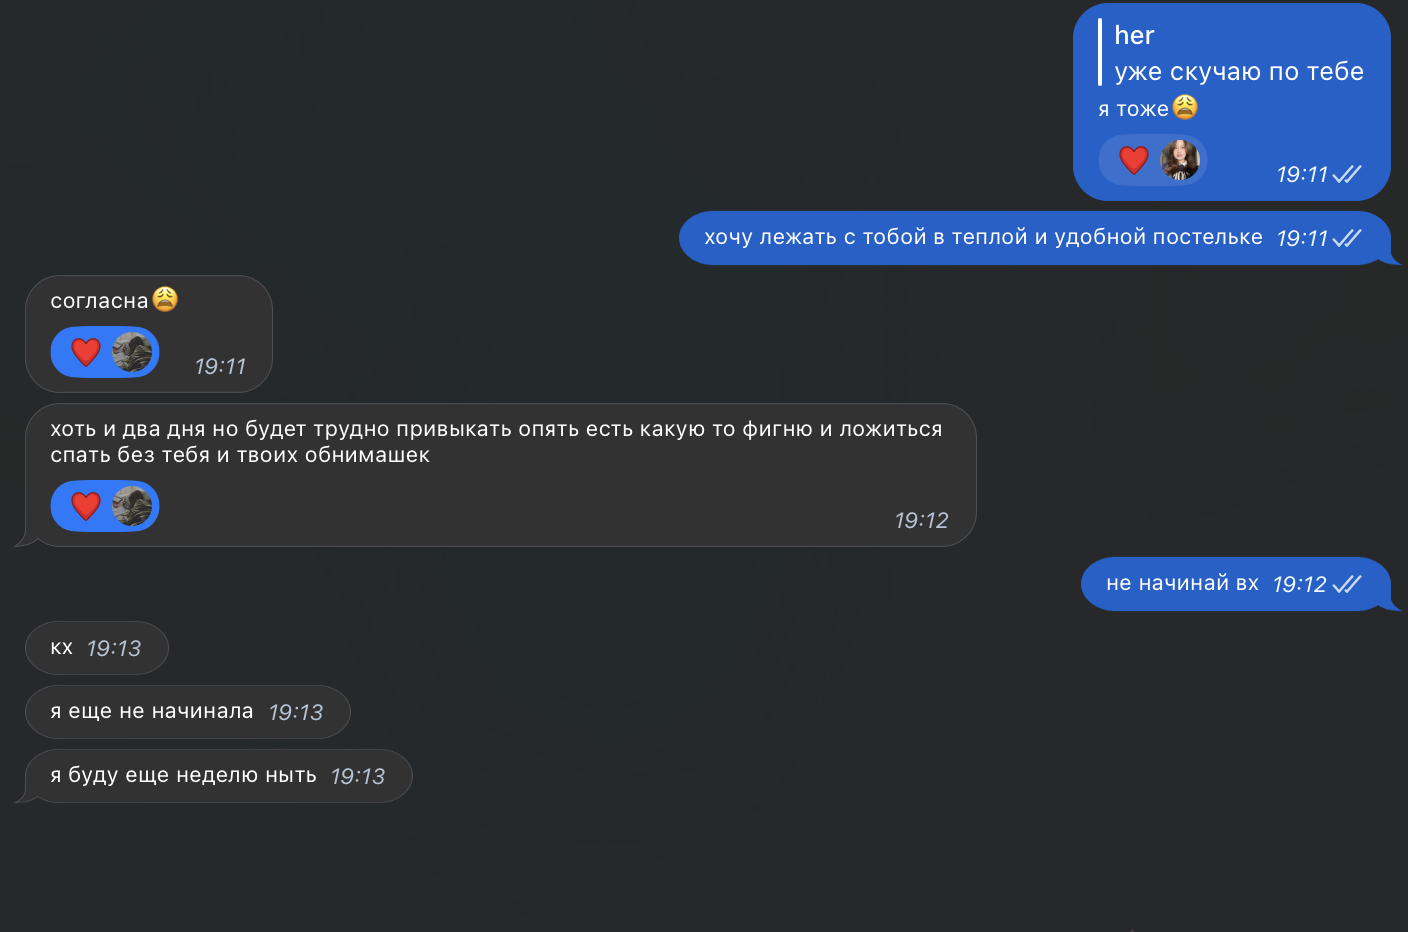 her
уже скучаю по тебе
я тоже😩
19:11
хочу лежать с тобой в теплой и удобной постельке 19:11
согласна😩
19:11
хоть и два дня но будет трудно привыкать опять есть какую то фигню и ложиться
спать без тебя и твоих обнимашек
19:12
не начинай вх 19:12
кх 19:13
я еще не начинала 19:13
я буду еще неделю ныть 19:13